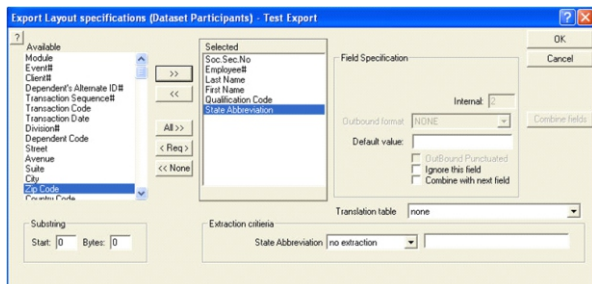 Export Layout specifications (Dataset Participants) - Test Export
?
Available
Module
Event#
Client#
Dependent's Alternate ID#
Transaction Sequence#
Transaction Code
Transaction Date
Division#
Dependent Code
Street
Avenue
Suite
City
Zip Code
Country Code
>>
<<
All >>
< Req >
<< None
Selected
Soc.Sec.No
Employee#
Last Name
First Name
Qualification Code
State Abbreviation
Field Specification
Internal: 2
Outbound format NONE
Default value:
OutBound Punctuated
Ignore this field
Combine with next field
OK
Cancel
Combine fields
Translation table none
Substring
Start: 0 Bytes: 0
Extraction critieria
State Abbreviation no extraction